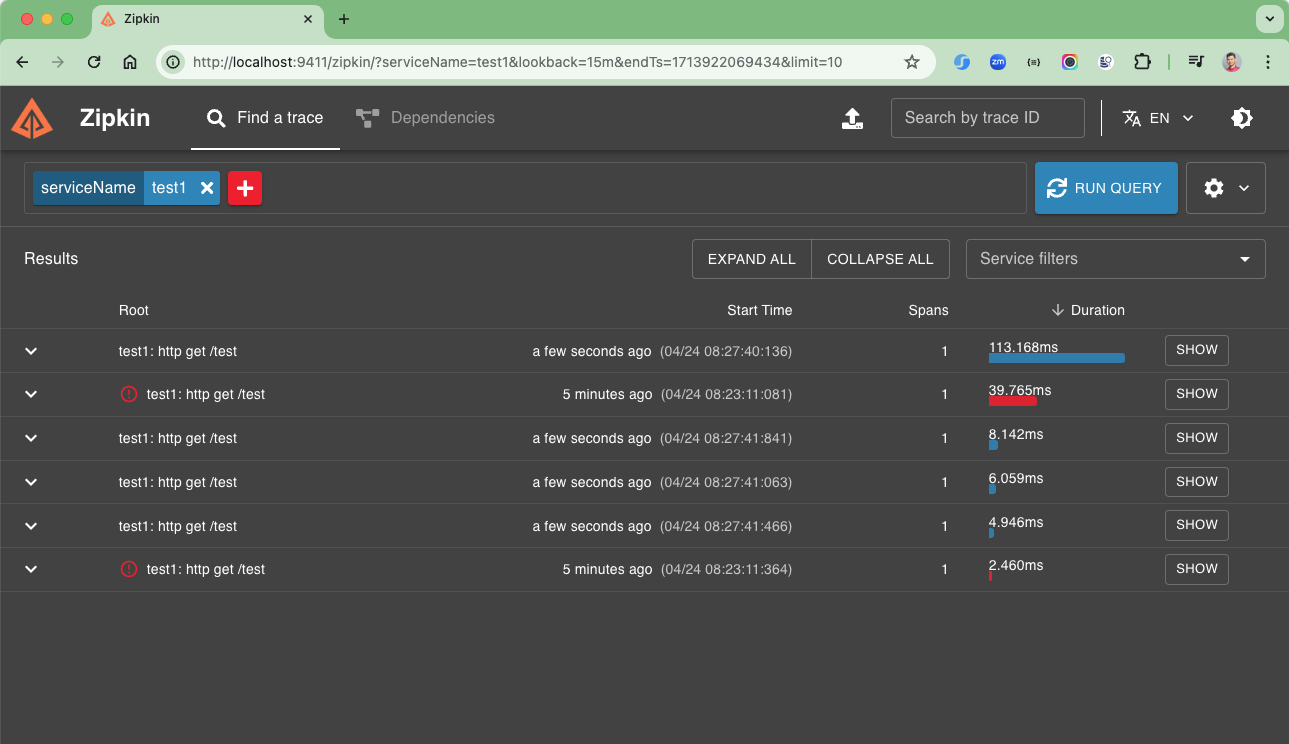 Zipkin
http://localhost:9411/zipkin/?serviceName=test1&lookback=15m&endTs=1713922069434&limit=10
Zipkin Find a trace Dependencies Search by trace ID EN
serviceName test1 RUN QUERY
Results EXPAND ALL COLLAPSE ALL Service filters
Root Start Time Spans Duration
test1: http get /test a few seconds ago (04/24 08:27:40:136) 1 113.168ms SHOW
test1: http get /test 5 minutes ago (04/24 08:23:11:081) 1 39.765ms SHOW
test1: http get /test a few seconds ago (04/24 08:27:41:841) 1 8.142ms SHOW
test1: http get /test a few seconds ago (04/24 08:27:41:063) 1 6.059ms SHOW
test1: http get /test a few seconds ago (04/24 08:27:41:466) 1 4.946ms SHOW
test1: http get /test 5 minutes ago (04/24 08:23:11:364) 1 2.460ms SHOW